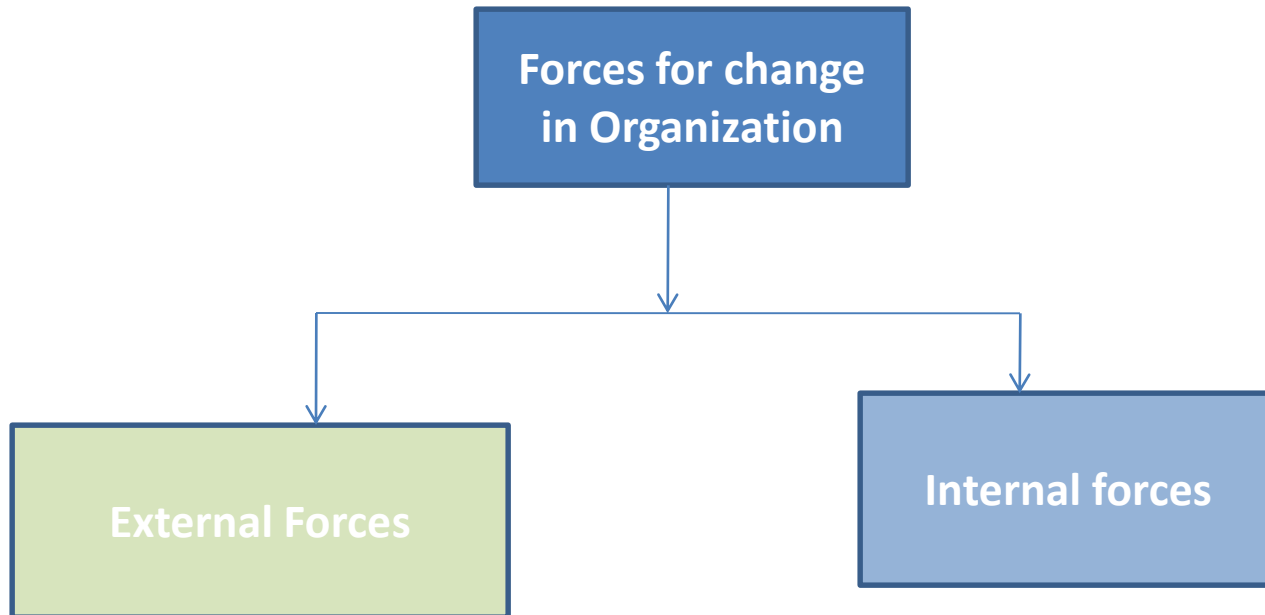 Forces for change
in Organization
External Forces
Internal forces